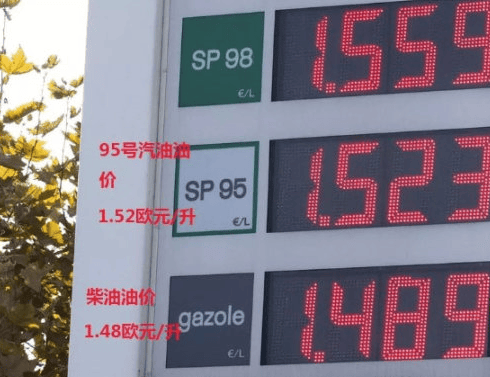 SP 98
€/L
1.559
95号汽油油
价
1.52欧元/升
SP 95
€/L
1.523
柴油油价
1.48欧元/升
gazole
€/L
1.489